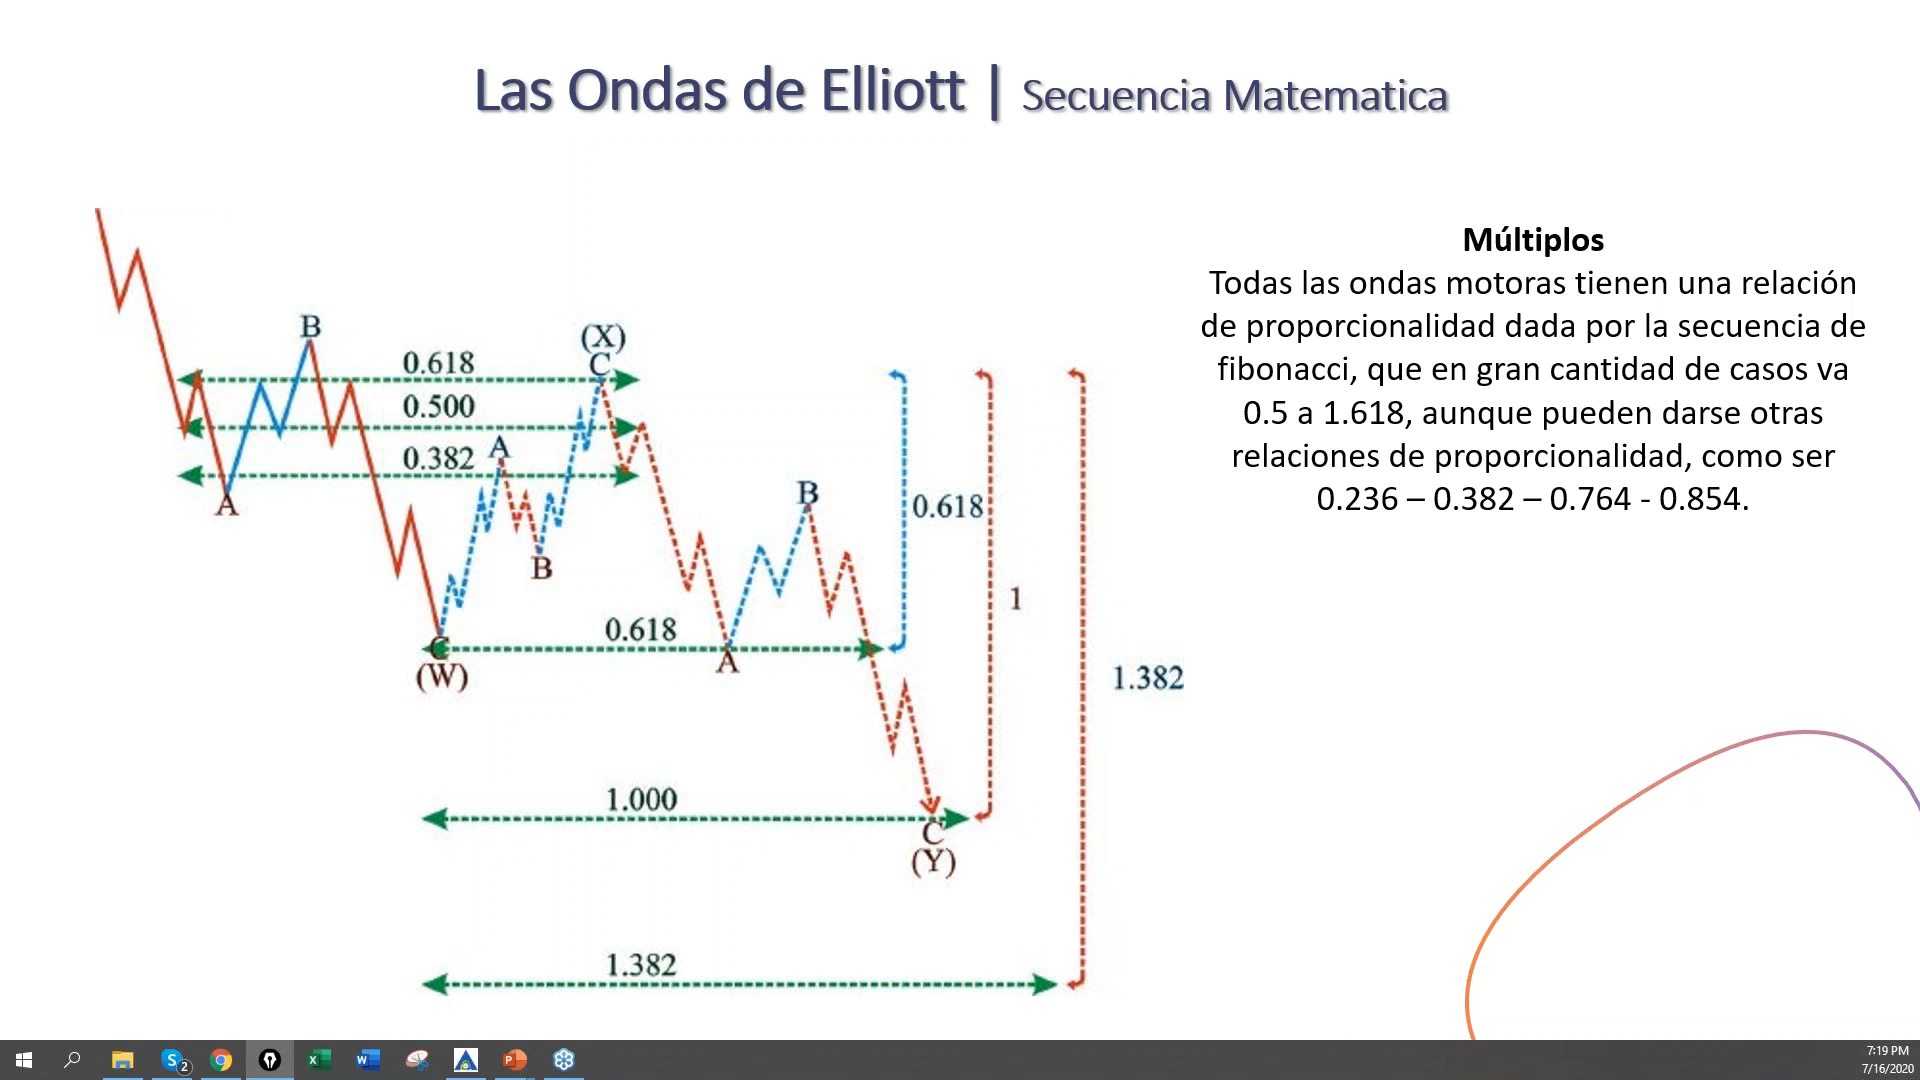 Las Ondas de Elliott | Secuencia Matematica
Múltiplos
Todas las ondas motoras tienen una relación
de proporcionalidad dada por la secuencia de
fibonacci, que en gran cantidad de casos va
0.5 a 1.618, aunque pueden darse otras
relaciones de proporcionalidad, como ser
0.236 – 0.382 – 0.764 - 0.854.
B
(X)
C
0.618
0.500
0.382
A
A
B
B
0.618
0.618
1
C
(W)
A
1.382
1.000
C
(Y)
1.382
2
7:19 PM
7/16/2020